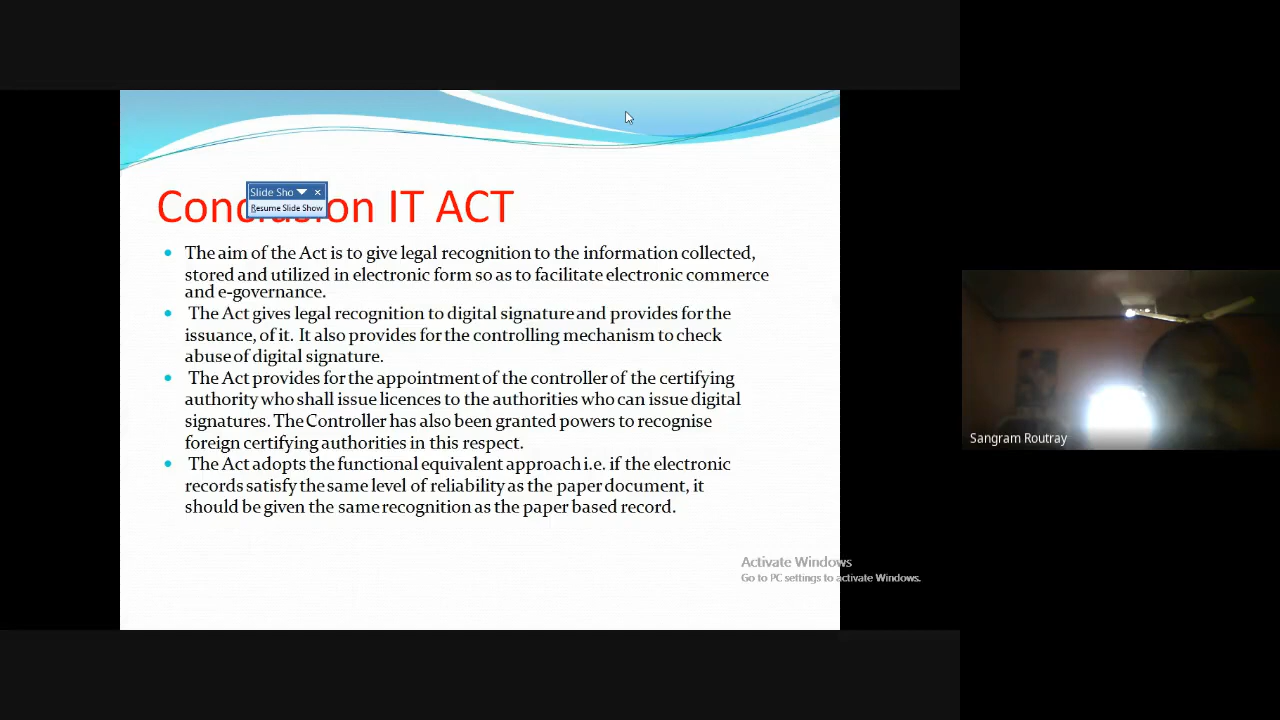 Slide Sho
Resume Slide Show
Conclusion IT ACT
The aim of the Act is to give legal recognition to the information collected,
stored and utilized in electronic form so as to facilitate electronic commerce
and e-governance.
The Act gives legal recognition to digital signature and provides for the
issuance, of it. It also provides for the controlling mechanism to check
abuse of digital signature.
The Act provides for the appointment of the controller of the certifying
authority who shall issue licences to the authorities who can issue digital
signatures. The Controller has also been granted powers to recognise
foreign certifying authorities in this respect.
The Act adopts the functional equivalent approach i.e. if the electronic
records satisfy the same level of reliability as the paper document, it
should be given the same recognition as the paper based record.
Activate Windows
Go to PC settings to activate Windows.
Sangram Routray